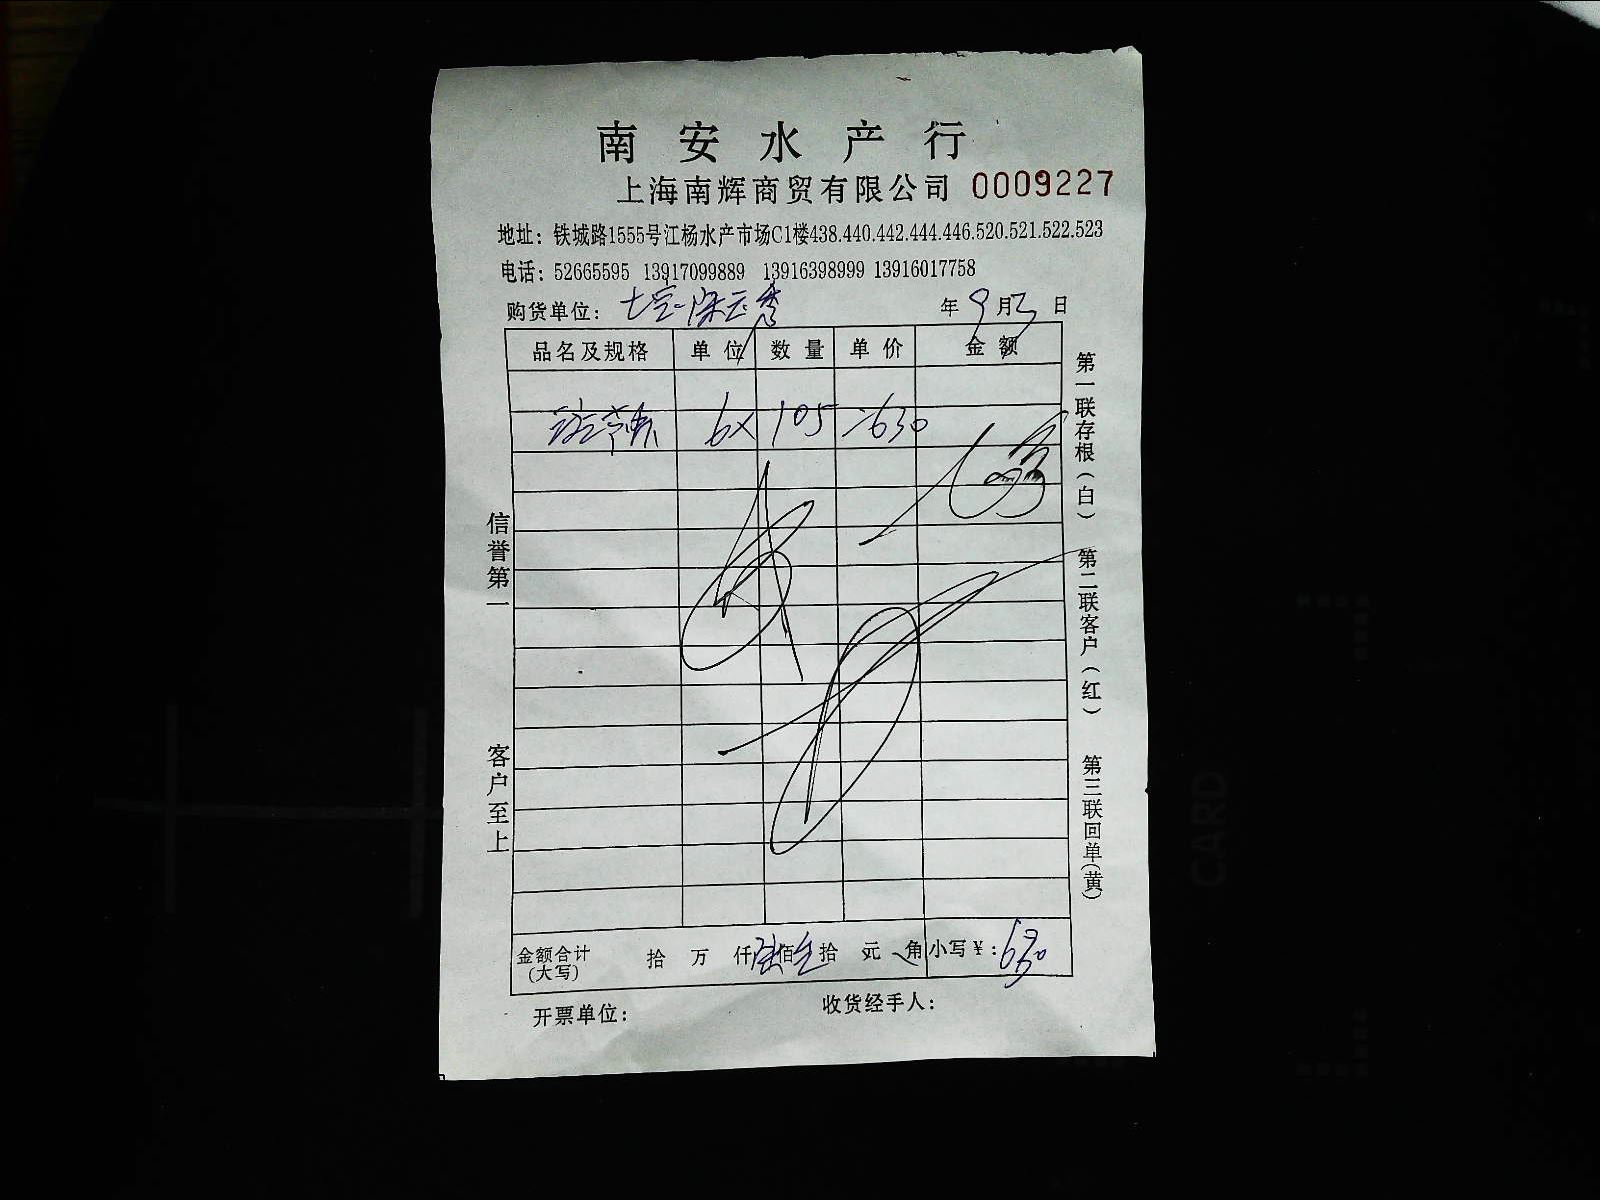 南安水产行
上海南辉商贸有限公司 0009227
地址：铁城路1555号江杨水产市场C1楼438.440.442.444.446.520.521.522.523
电话：52665595 13917099889 13916398999 13916017758
购货单位： 年 9 月 3 日
品名及规格 单位 数量 单价 金额
6× 105 =630
信誉第一
客户至上
第一联存根（白）
第二联客户（红）
第三联回单（黄）
金额合计（大写） 拾 万 仟 陆 佰 叁 拾 元 角 小写￥：630
开票单位： 收货经手人：